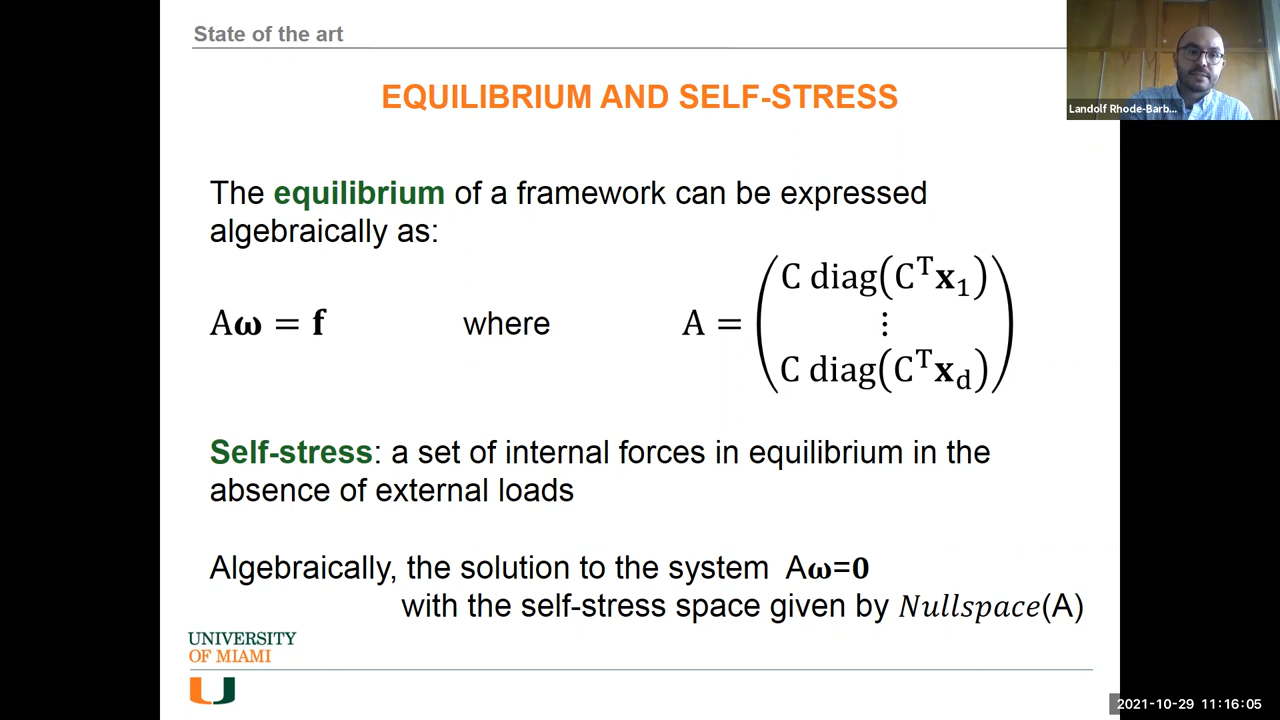 State of the art
Landolf Rhode-Barb...
EQUILIBRIUM AND SELF-STRESS
The equilibrium of a framework can be expressed
algebraically as:
Aω = f where A = (C diag(Cᵀx₁) ⋮ C diag(Cᵀx_d))
Self-stress: a set of internal forces in equilibrium in the
absence of external loads
Algebraically, the solution to the system Aω=0
with the self-stress space given by Nullspace(A)
UNIVERSITY
OF MIAMI
2021-10-29 11:16:05